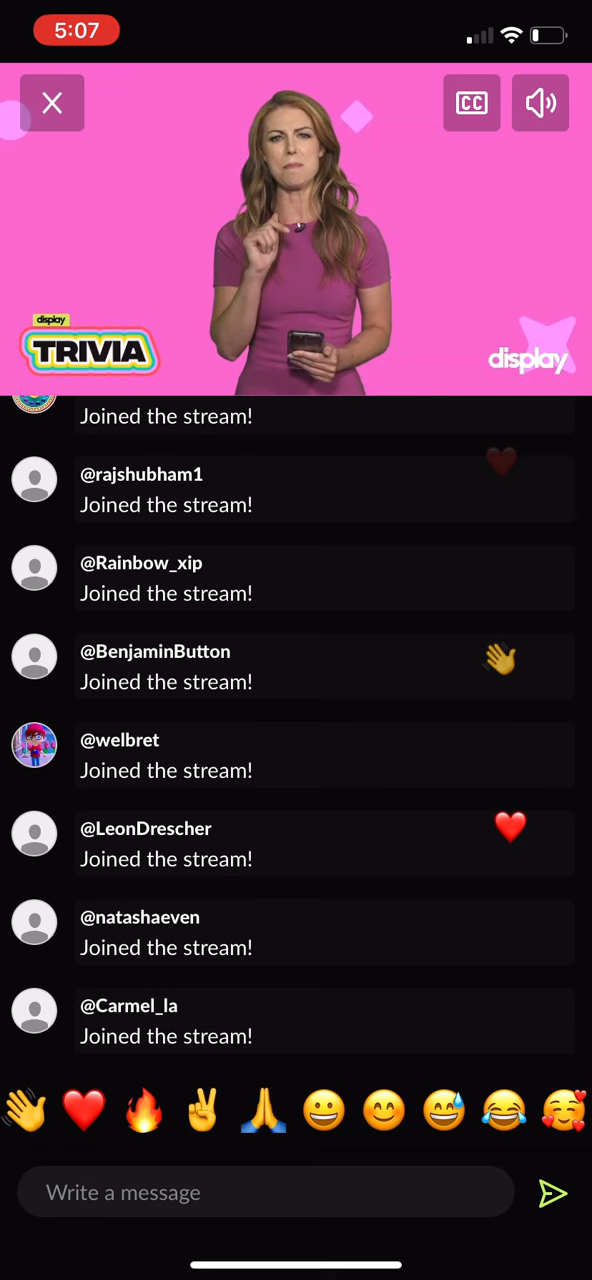 5:07
CC
display
TRIVIA
display
Joined the stream!
@rajshubham1
Joined the stream!
@Rainbow_xip
Joined the stream!
@BenjaminButton
Joined the stream!
@welbret
Joined the stream!
@LeonDrescher
Joined the stream!
@natashaeven
Joined the stream!
@Carmel_la
Joined the stream!
Write a message